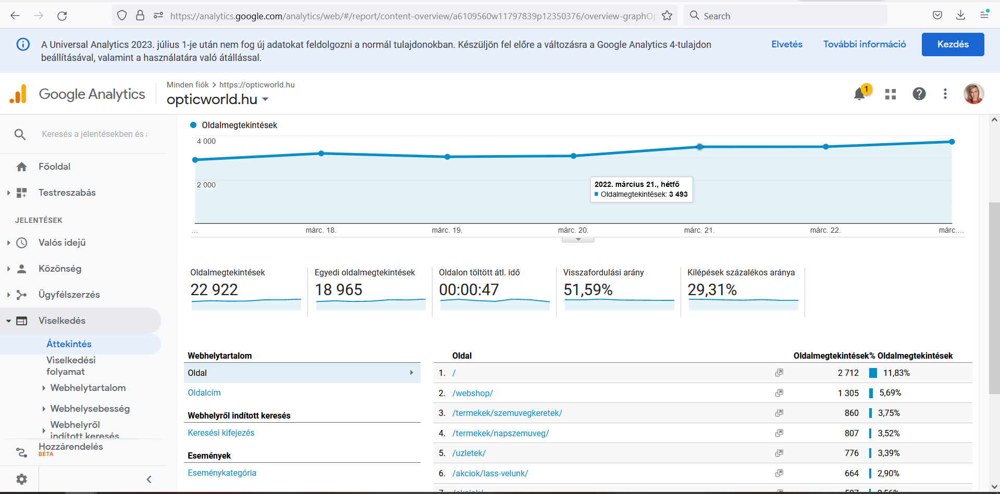 https://analytics.google.com/analytics/web/#/report/content-overview/a6109560w11797839p12350376/overview-graphOp
Search
A Universal Analytics 2023. július 1-je után nem fog új adatokat feldolgozni a normál tulajdonokban. Készüljön fel előre a változásra a Google Analytics 4-tulajdon
beállításával, valamint a használatára való átállással.
Elvetés
További információ
Kezdés
Google Analytics
Minden fiók > https://opticworld.hu
opticworld.hu
1
Keresés a jelentésekben és a
Főoldal
Testreszabás
JELENTÉSEK
Valós idejű
Közönség
Ügyfélszerzés
Viselkedés
Áttekintés
Viselkedési
folyamat
Webhelytartalom
Webhelysebesség
Webhelyről
indított keresés
Hozzárendelés
BÉTA
Oldalmegtekintések
4 000
2 000
2022. március 21., hétfő
Oldalmegtekintések: 3 493
...
márc. 18.
márc. 19.
márc. 20.
márc. 21.
márc. 22.
márc....
Oldalmegtekintések
22 922
Egyedi oldalmegtekintések
18 965
Oldalon töltött átl. idő
00:00:47
Visszafordulási arány
51,59%
Kilépések százalékos aránya
29,31%
Webhelytartalom
Oldal
Oldalcím
Webhelyről indított keresés
Keresési kifejezés
Események
Eseménykategória
Oldal Oldalmegtekintések % Oldalmegtekintések
1. / 2 712 11,83%
2. /webshop/ 1 305 5,69%
3. /termekek/szemuvegkeretek/ 860 3,75%
4. /termekek/napszemuveg/ 807 3,52%
5. /uzletek/ 776 3,39%
6. /akciok/lass-velunk/ 664 2,90%
7. /akciok/ 587 2,56%